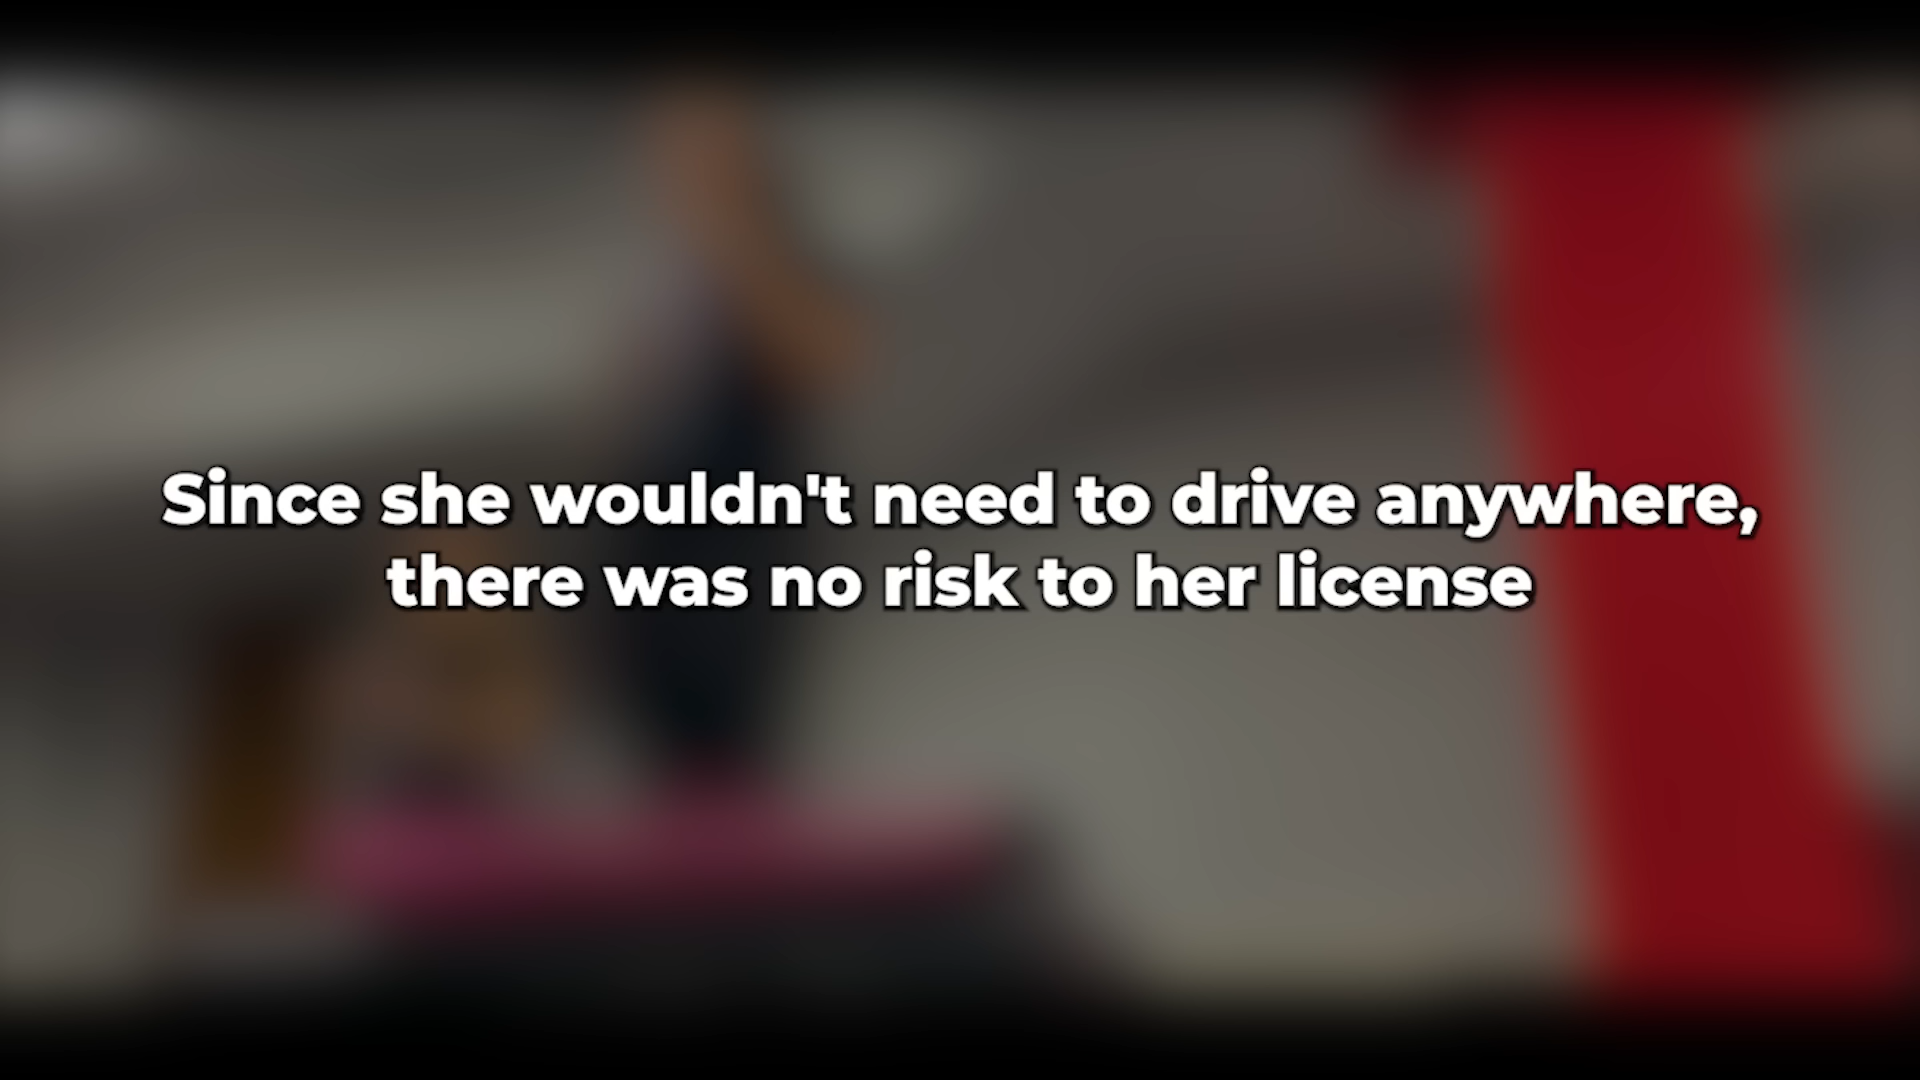 Since she wouldn't need to drive anywhere,
there was no risk to her license